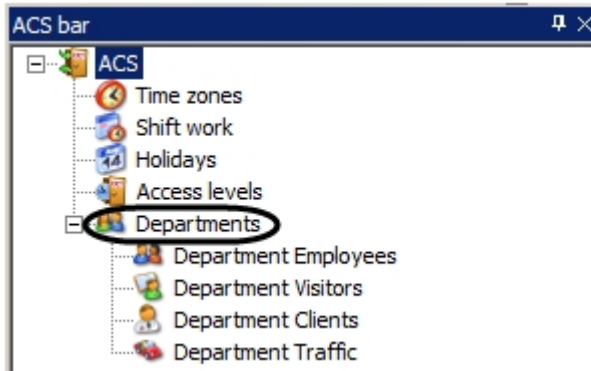 ACS bar
ACS
Time zones
Shift work
Holidays
Access levels
Departments
Department Employees
Department Visitors
Department Clients
Department Traffic